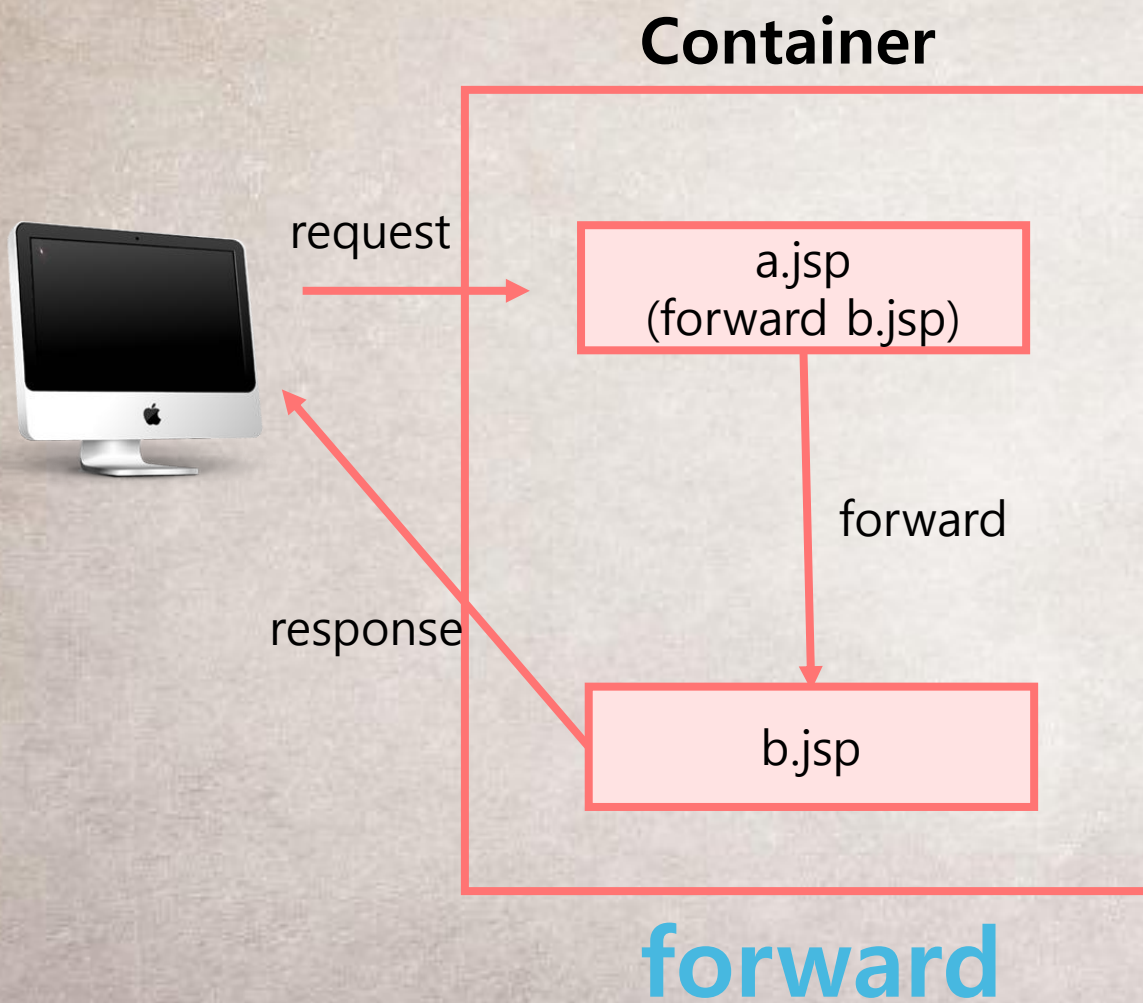 Container
request
a.jsp
(forward b.jsp)
forward
response
b.jsp
forward